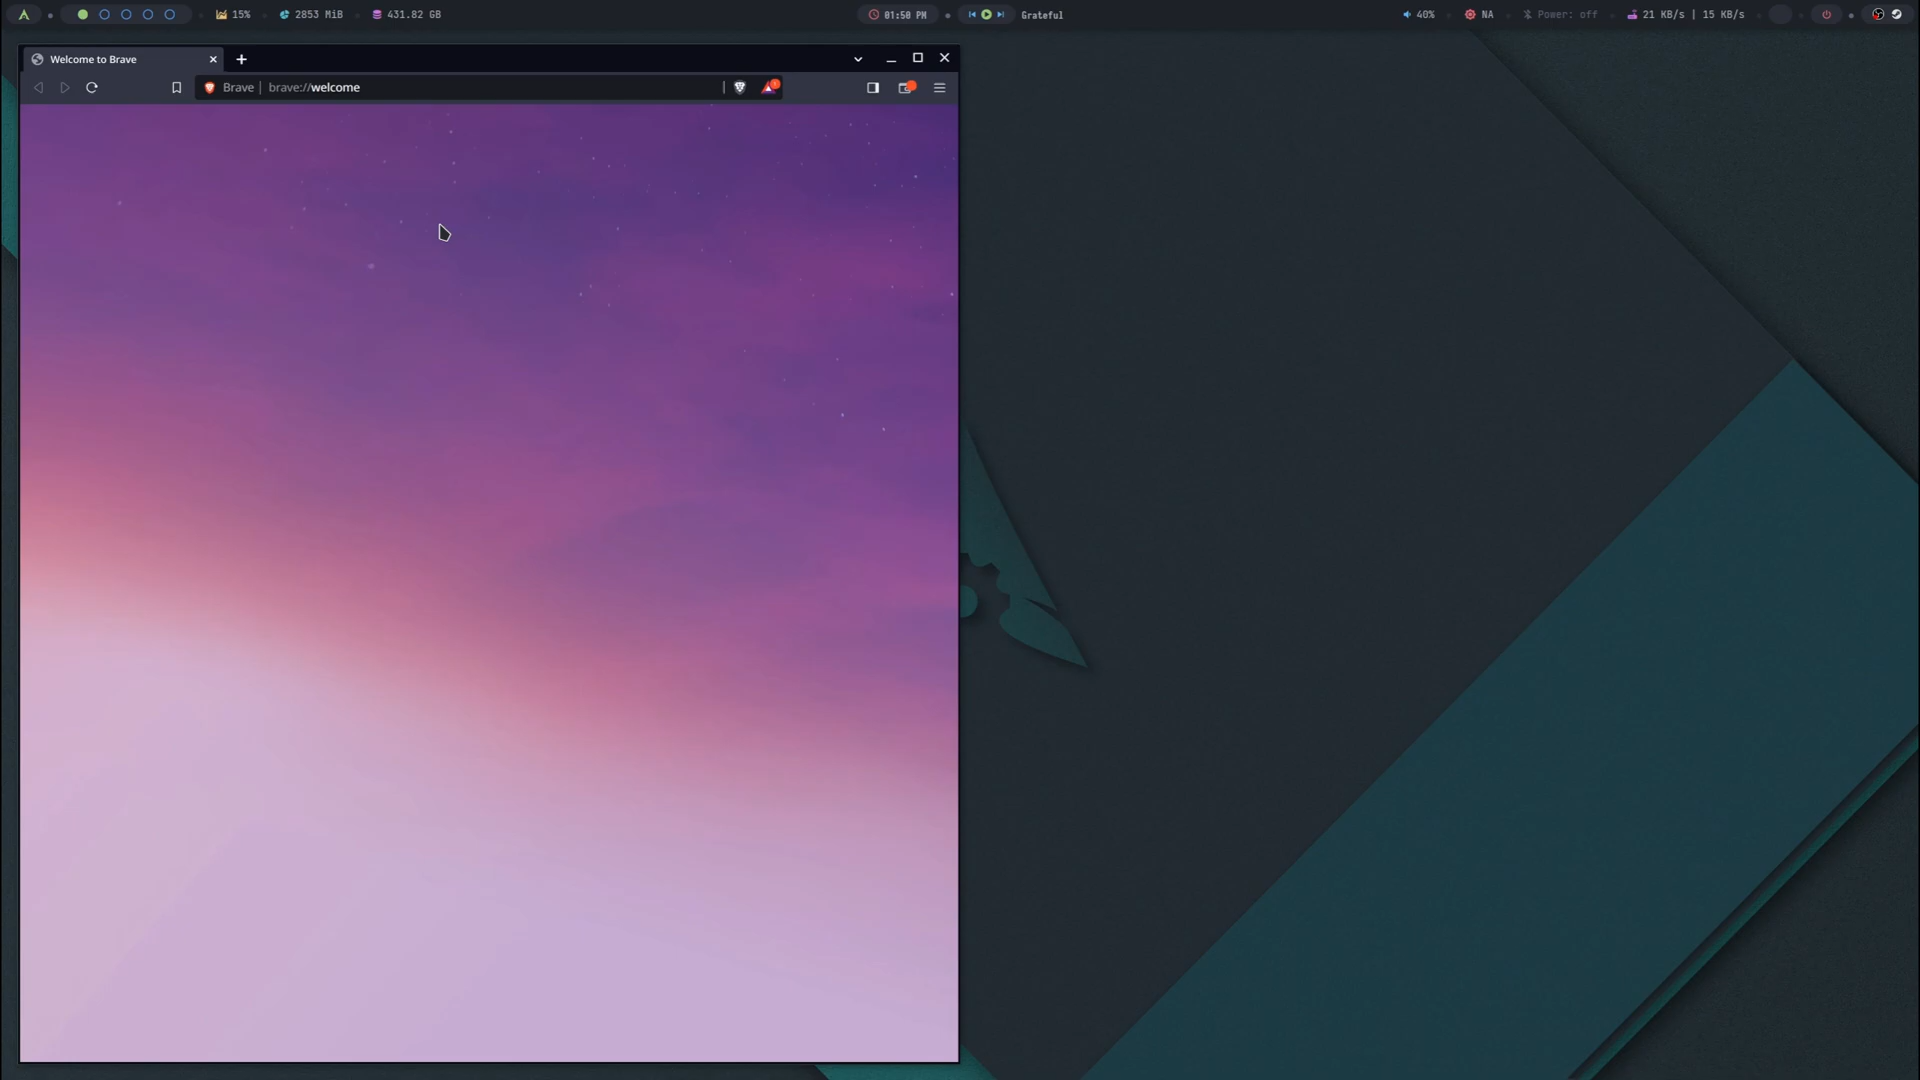 15% 2853 MiB 431.82 GB 01:50 PM Grateful 40% NA Power: off 21 KB/s | 15 KB/s
Welcome to Brave
Brave | brave://welcome